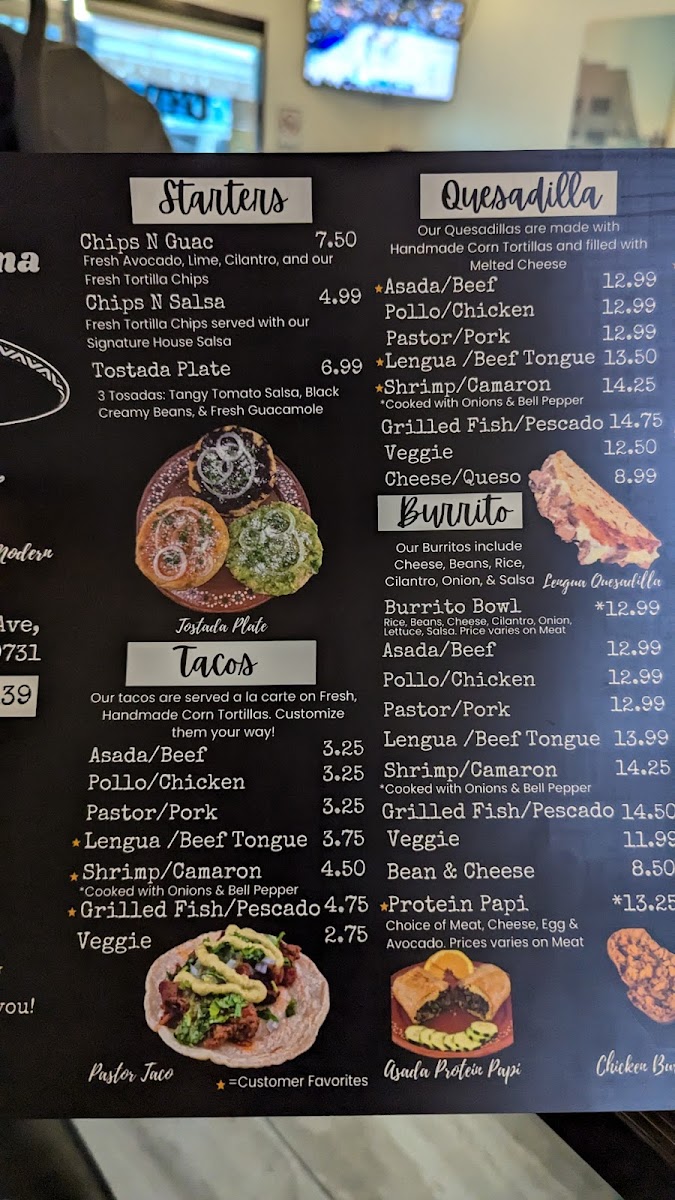 na
Modern
Ave,
9731
39
you!
Starters
Chips N Guac 7.50
Fresh Avocado, Lime, Cilantro, and our
Fresh Tortilla Chips
Chips N Salsa 4.99
Fresh Tortilla Chips served with our
Signature House Salsa
Tostada Plate 6.99
3 Tosadas: Tangy Tomato Salsa, Black
Creamy Beans, & Fresh Guacamole
Tostada Plate
Tacos
Our tacos are served a la carte on Fresh,
Handmade Corn Tortillas. Customize
them your way!
Asada/Beef 3.25
Pollo/Chicken 3.25
Pastor/Pork 3.25
Lengua /Beef Tongue 3.75
Shrimp/Camaron 4.50
*Cooked with Onions & Bell Pepper
Grilled Fish/Pescado 4.75
Veggie 2.75
Pastor Taco
=Customer Favorites
Quesadilla
Our Quesadillas are made with
Handmade Corn Tortillas and filled with
Melted Cheese
Asada/Beef 12.99
Pollo/Chicken 12.99
Pastor/Pork 12.99
Lengua /Beef Tongue 13.50
Shrimp/Camaron 14.25
*Cooked with Onions & Bell Pepper
Grilled Fish/Pescado 14.75
Veggie 12.50
Cheese/Queso 8.99
Lengua Quesadilla
Burrito
Our Burritos include
Cheese, Beans, Rice,
Cilantro, Onion, & Salsa
Burrito Bowl *12.99
Rice, Beans, Cheese, Cilantro, Onion,
Lettuce, Salsa. Price varies on Meat
Asada/Beef 12.99
Pollo/Chicken 12.99
Pastor/Pork 12.99
Lengua /Beef Tongue 13.99
Shrimp/Camaron 14.25
*Cooked with Onions & Bell Pepper
Grilled Fish/Pescado 14.50
Veggie 11.99
Bean & Cheese 8.50
Protein Papi *13.25
Choice of Meat, Cheese, Egg &
Avocado. Prices varies on Meat
Asada Protein Papi
Chicken Bur